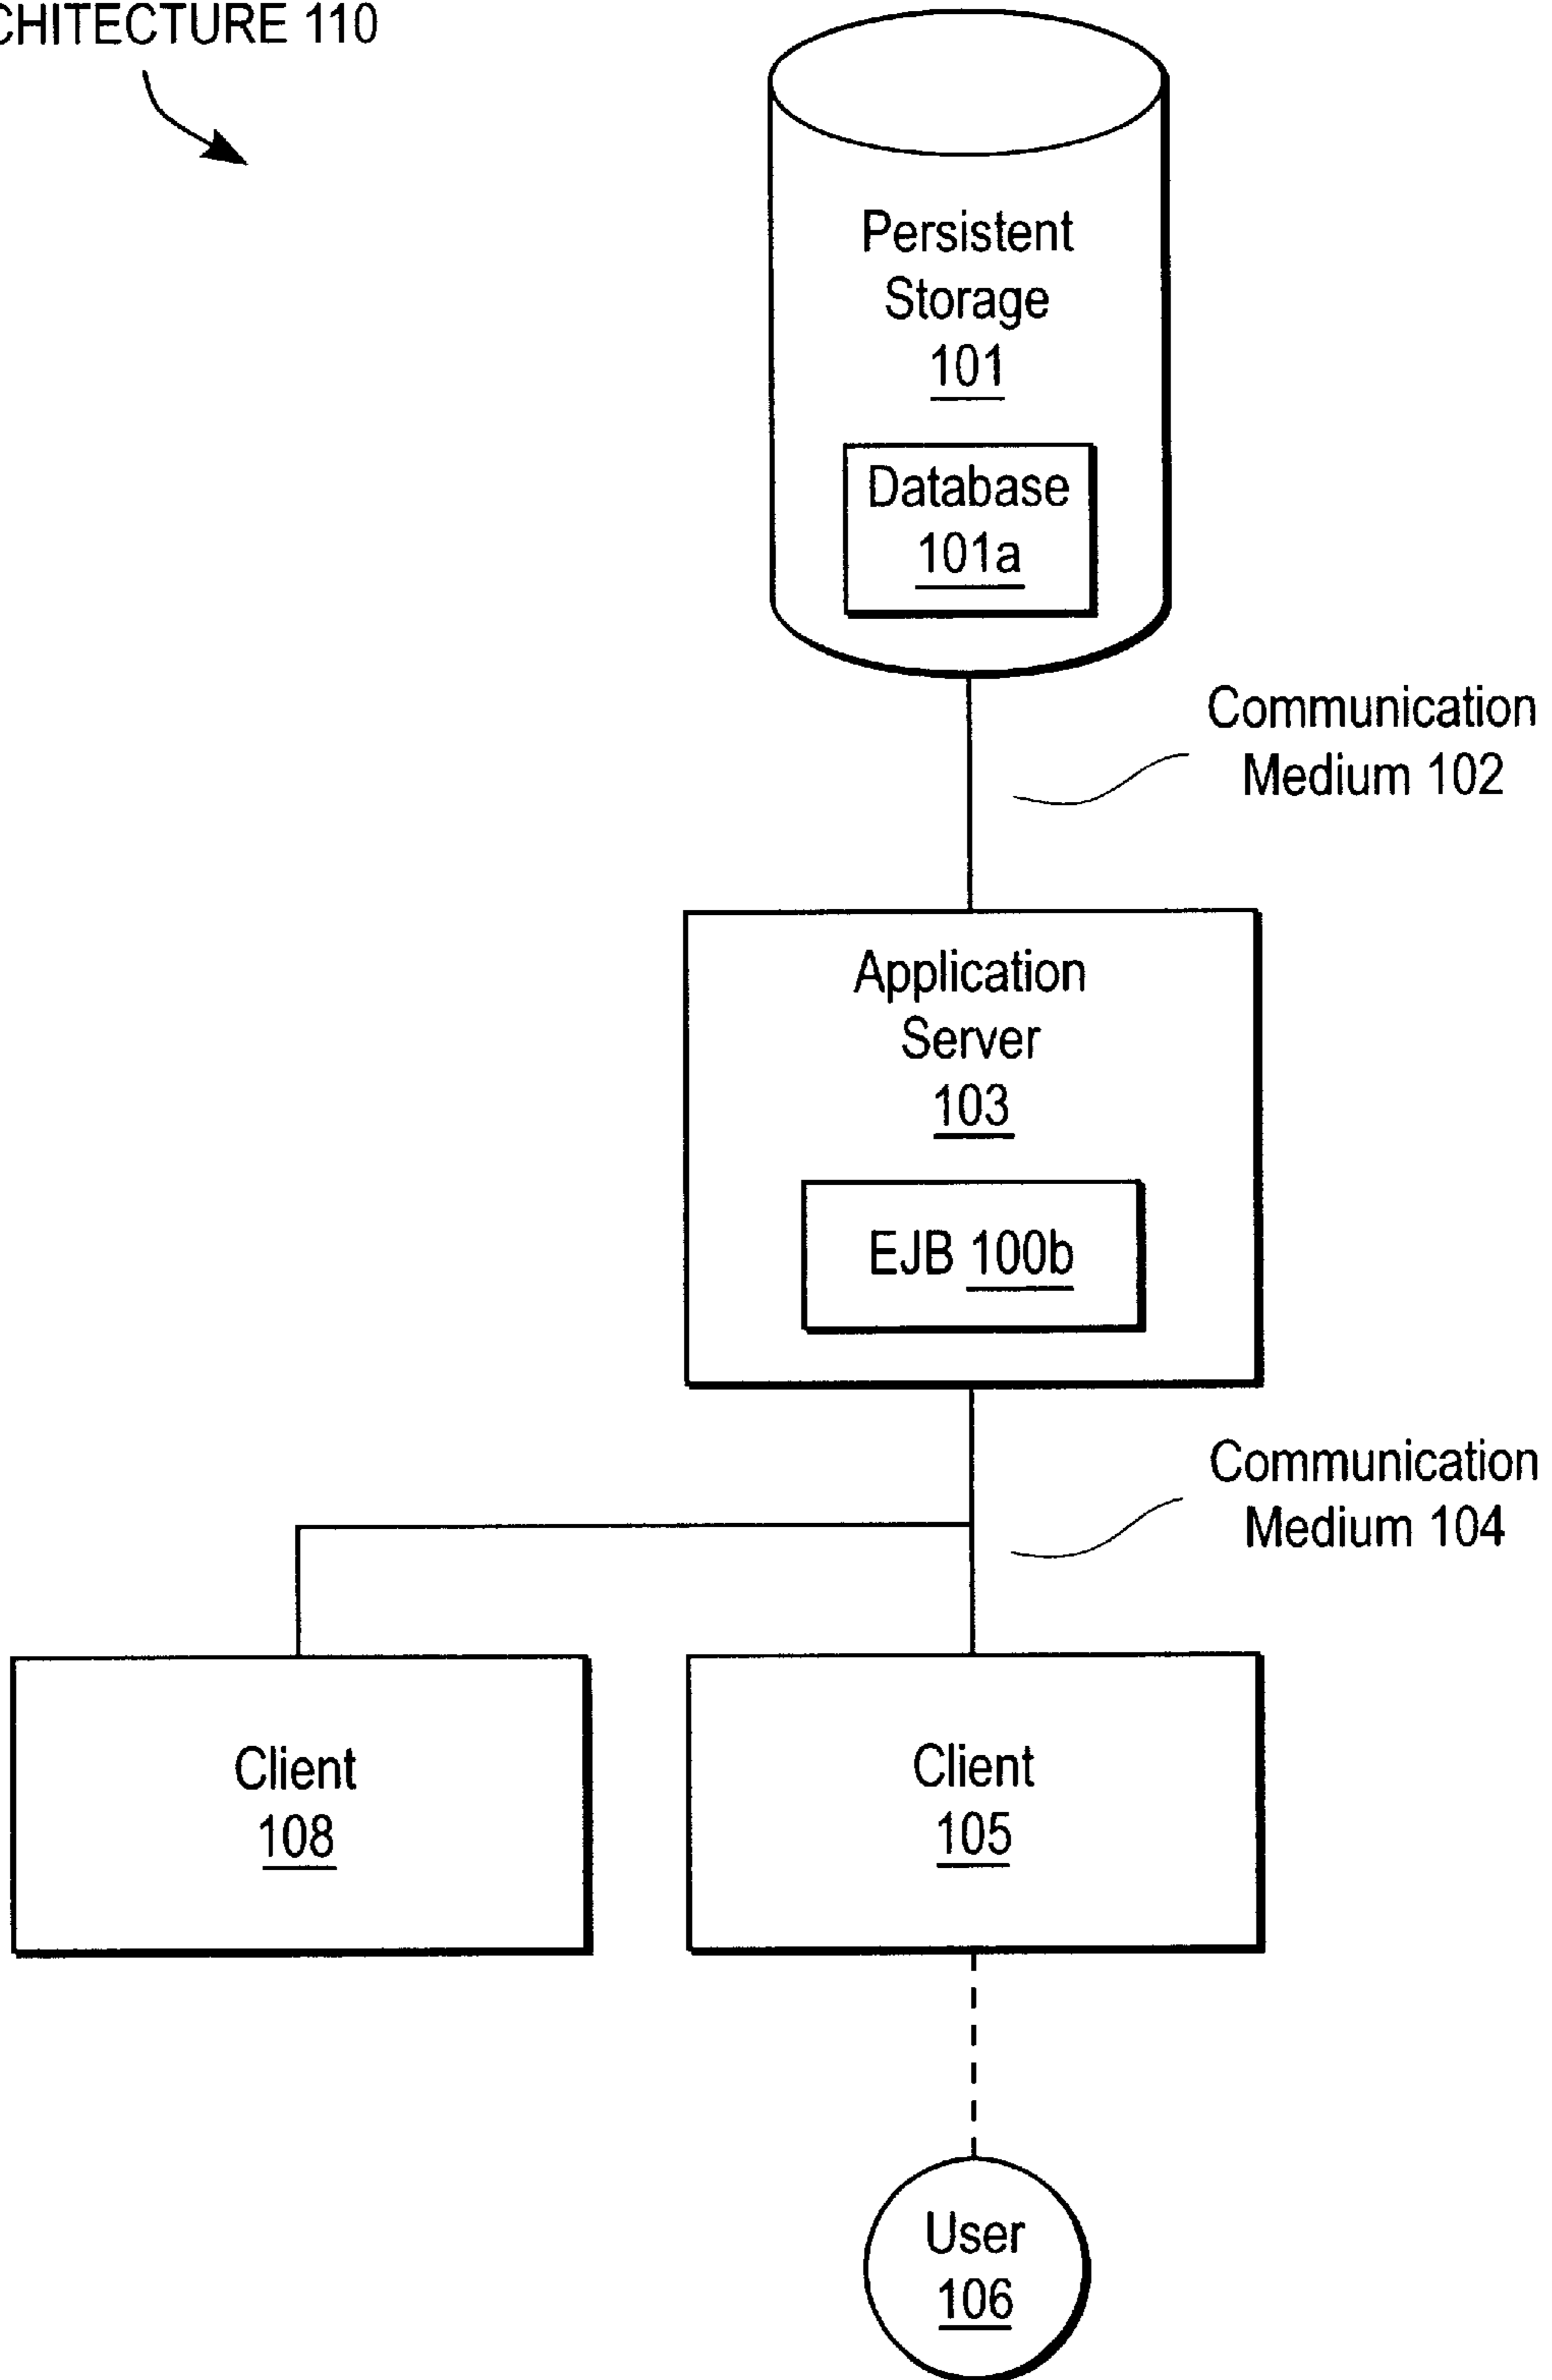 CHITECTURE 110
Persistent
Storage
101
Database
101a
Communication
Medium 102
Application
Server
103
EJB 100b
Communication
Medium 104
Client
108
Client
105
User
106